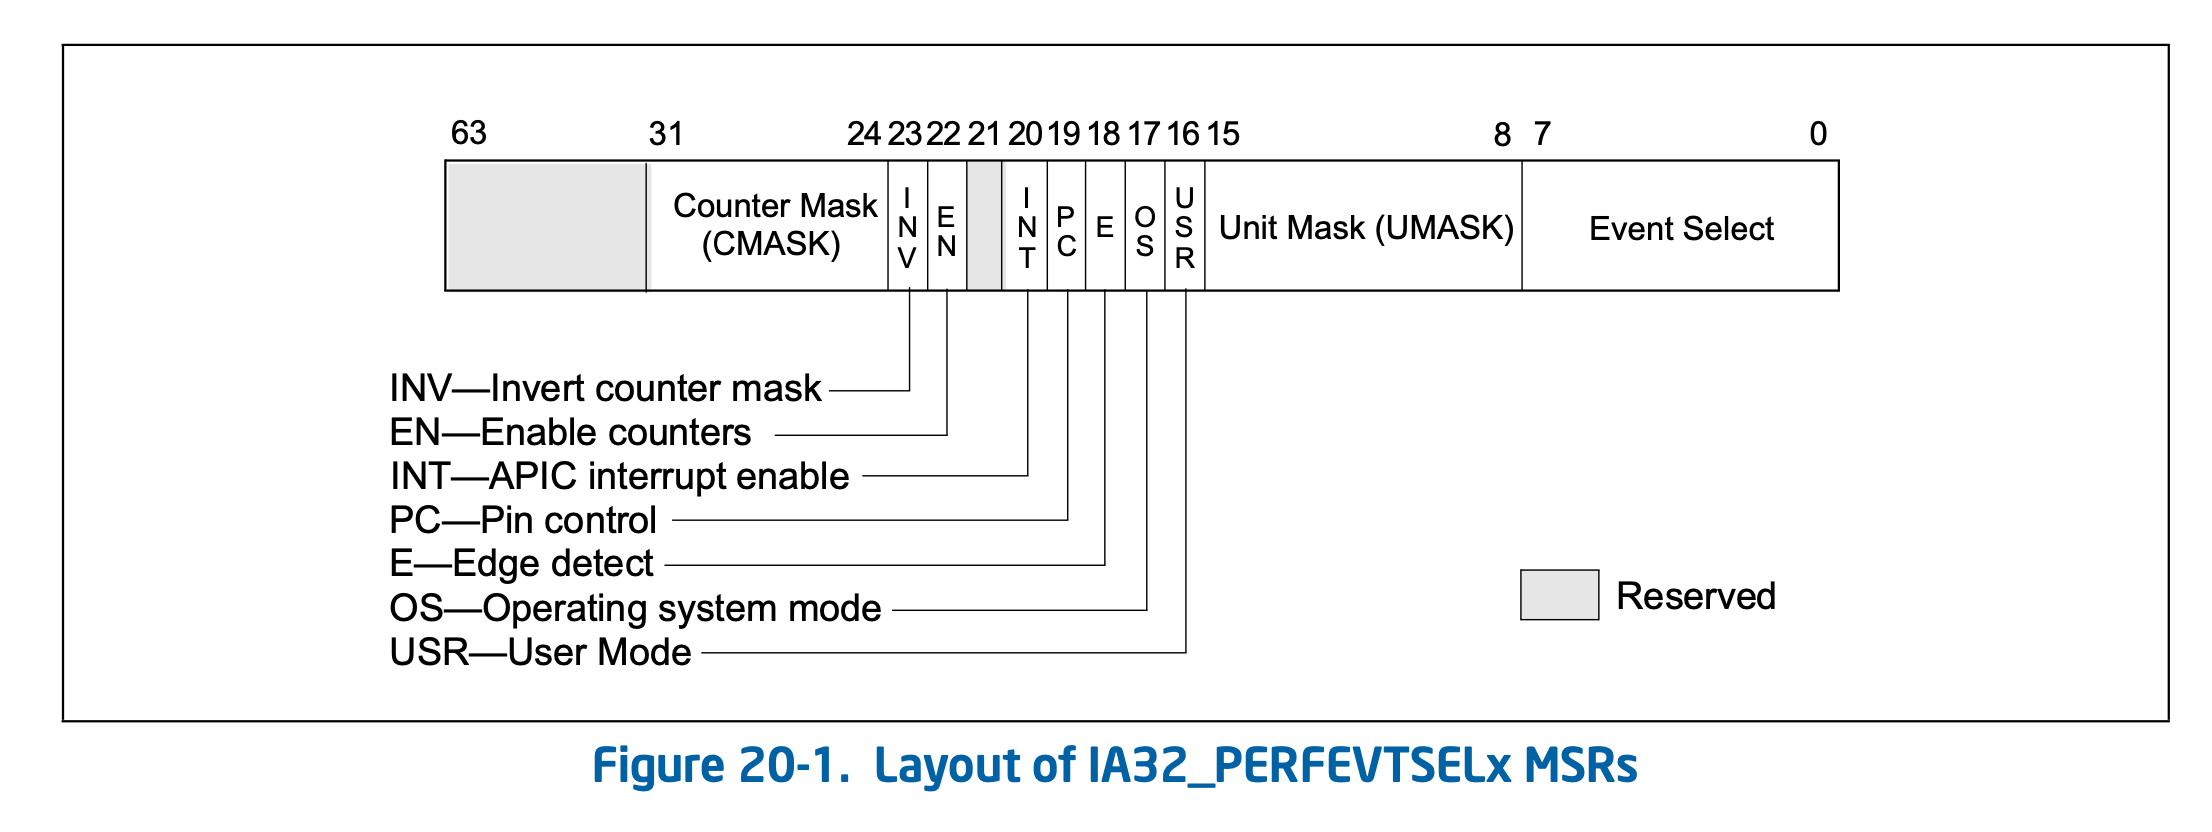 63 31 24 23 22 21 20 19 18 17 16 15 8 7 0
Counter Mask (CMASK)
INV
EN
INT
PC
E
OS
USR
Unit Mask (UMASK)
Event Select
INV—Invert counter mask
EN—Enable counters
INT—APIC interrupt enable
PC—Pin control
E—Edge detect
OS—Operating system mode
USR—User Mode
Reserved
Figure 20-1. Layout of IA32_PERFEVTSELx MSRs